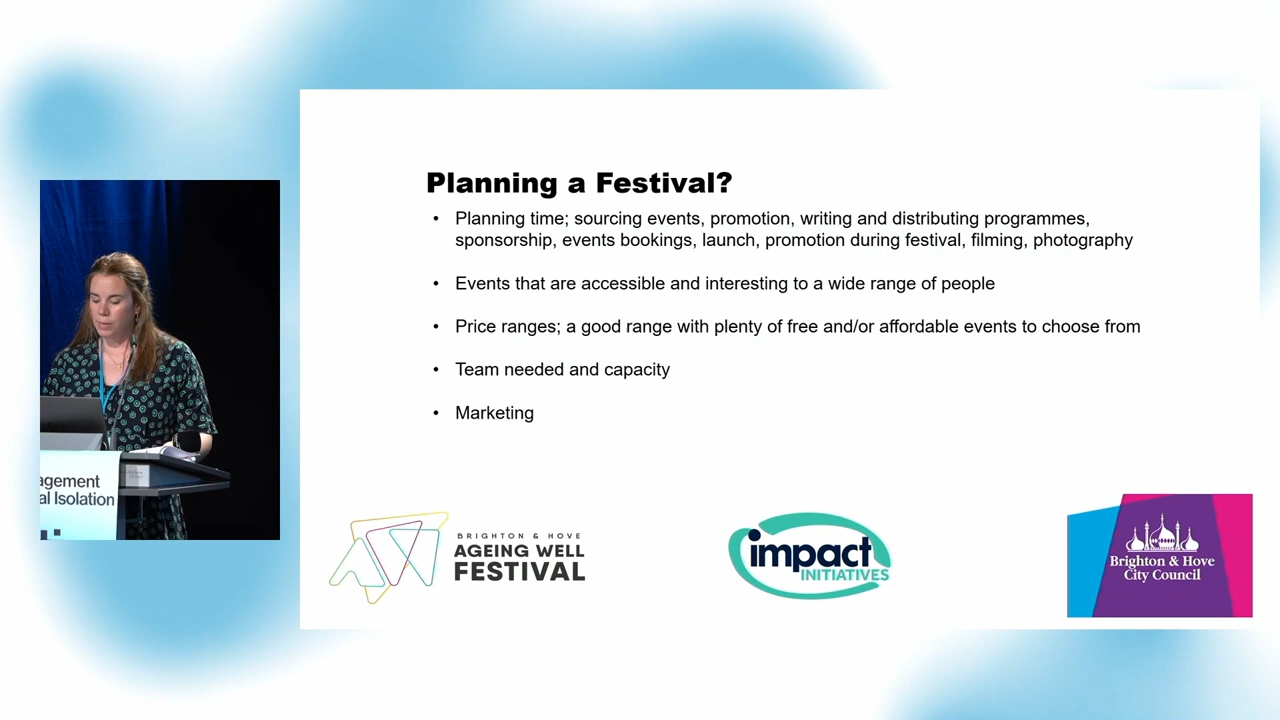 Planning a Festival?
• Planning time; sourcing events, promotion, writing and distributing programmes,
sponsorship, events bookings, launch, promotion during festival, filming, photography
• Events that are accessible and interesting to a wide range of people
• Price ranges; a good range with plenty of free and/or affordable events to choose from
• Team needed and capacity
• Marketing
agement
al Isolation
BRIGHTON & HOVE
AGEING WELL
FESTIVAL
impact
INITIATIVES
Brighton & Hove
City Council